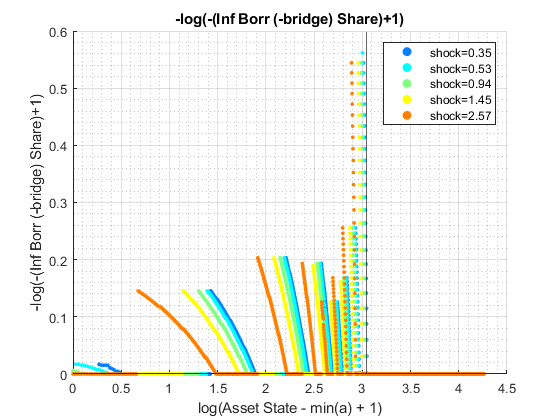 -log(-(Inf Borr (-bridge) Share)+1)
-log(-(Inf Borr (-bridge) Share)+1)
0.6
0.5
0.4
0.3
0.2
0.1
0
shock=0.35
shock=0.53
shock=0.94
shock=1.45
shock=2.57
0 0.5 1 1.5 2 2.5 3 3.5 4 4.5
log(Asset State - min(a) + 1)